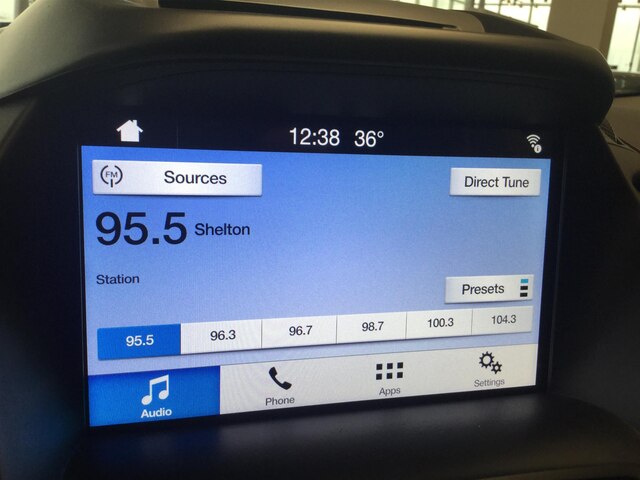 12:38 36°
FM Sources
Direct Tune
95.5 Shelton
Station
Presets
95.5 96.3 96.7 98.7 100.3 104.3
Audio Phone Apps Settings